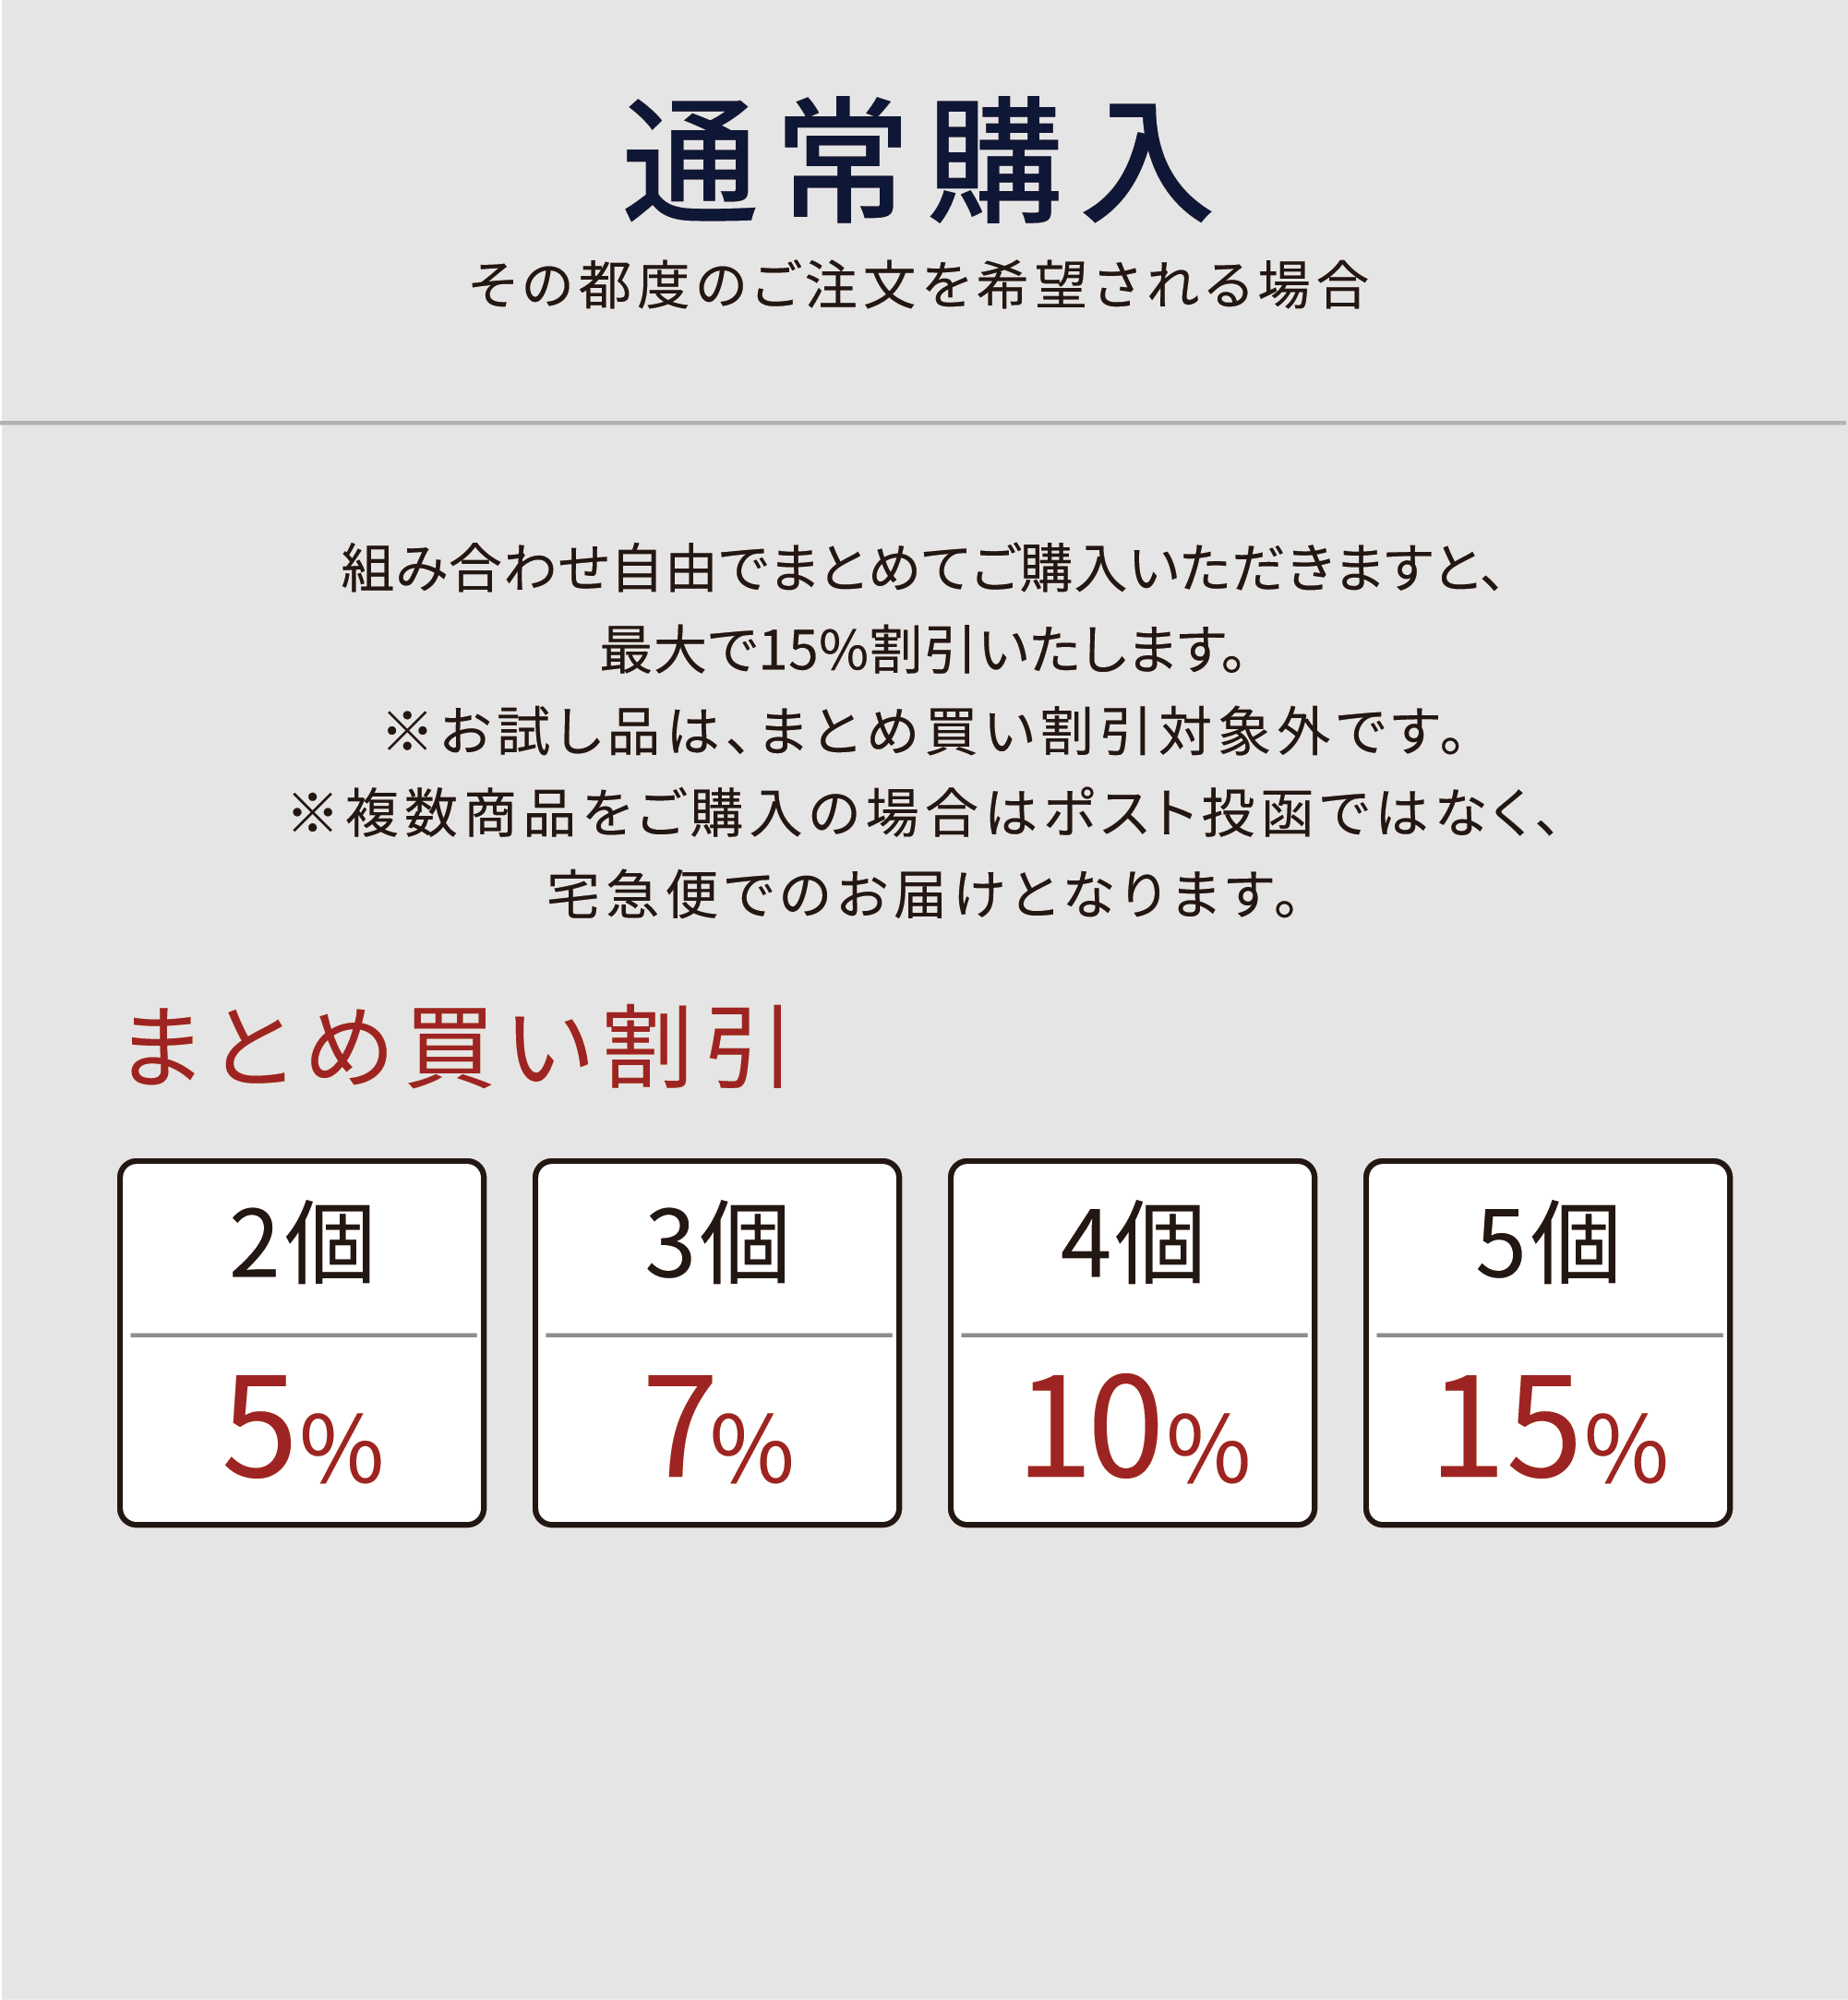 通常購入
その都度のご注文を希望される場合
組み合わせ自由でまとめてご購入いただきますと、
最大で15%割引いたします。
※お試し品は、まとめ買い割引対象外です。
※複数商品をご購入の場合はポスト投函ではなく、
宅急便でのお届けとなります。
まとめ買い割引
2個 3個 4個 5個
5% 7% 10% 15%